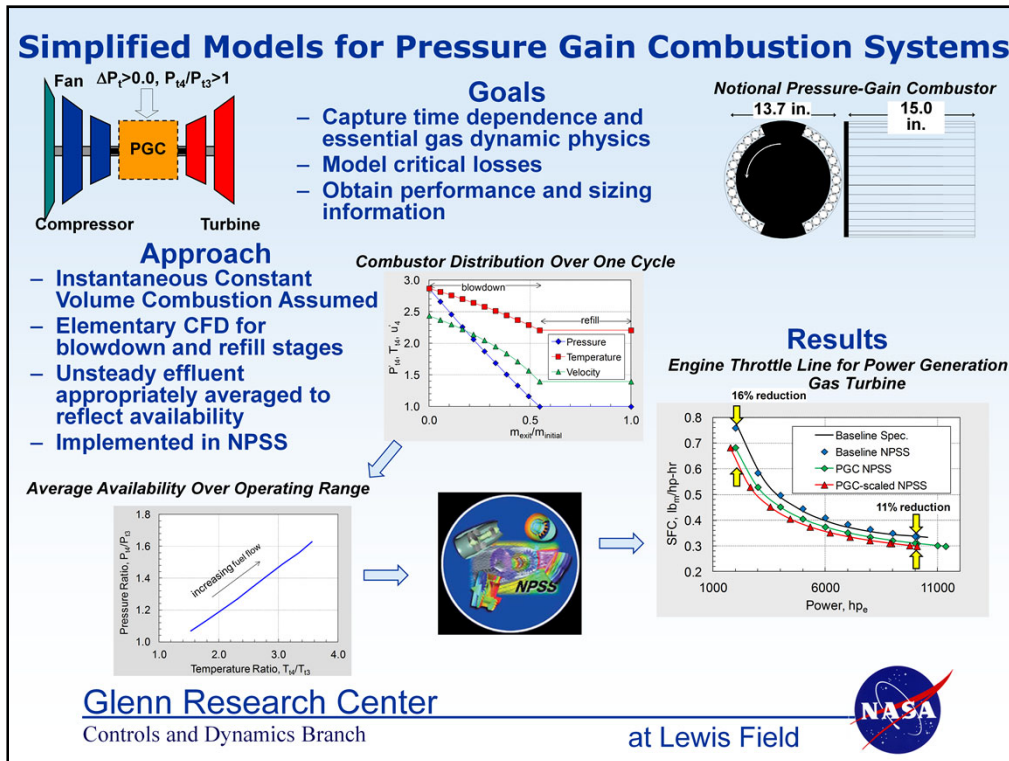 Simplified Models for Pressure Gain Combustion Systems
Fan
ΔPt>0.0, Pt4/Pt3>1
PGC
Compressor
Turbine
Goals
– Capture time dependence and
essential gas dynamic physics
– Model critical losses
– Obtain performance and sizing
information
Notional Pressure-Gain Combustor
13.7 in.
15.0
in.
Approach
– Instantaneous Constant
Volume Combustion Assumed
– Elementary CFD for
blowdown and refill stages
– Unsteady effluent
appropriately averaged to
reflect availability
– Implemented in NPSS
Combustor Distribution Over One Cycle
3.0
2.5
2.0
1.5
1.0
P't4, T't4, u'4
blowdown
refill
Pressure
Temperature
Velocity
0.0
0.5
1.0
mexit/minitial
Results
Engine Throttle Line for Power Generation
Gas Turbine
16% reduction
0.8
0.7
0.6
0.5
0.4
0.3
0.2
SFC, lbm/hp-hr
Baseline Spec.
Baseline NPSS
PGC NPSS
PGC-scaled NPSS
11% reduction
1000
6000
11000
Power, hpe
Average Availability Over Operating Range
1.8
1.6
1.4
1.2
1.0
Pressure Ratio, Pt4/Pt3
increasing fuel flow
1.0
2.0
3.0
4.0
Temperature Ratio, Tt4/Tt3
NPSS
Glenn Research Center
Controls and Dynamics Branch
at Lewis Field
NASA